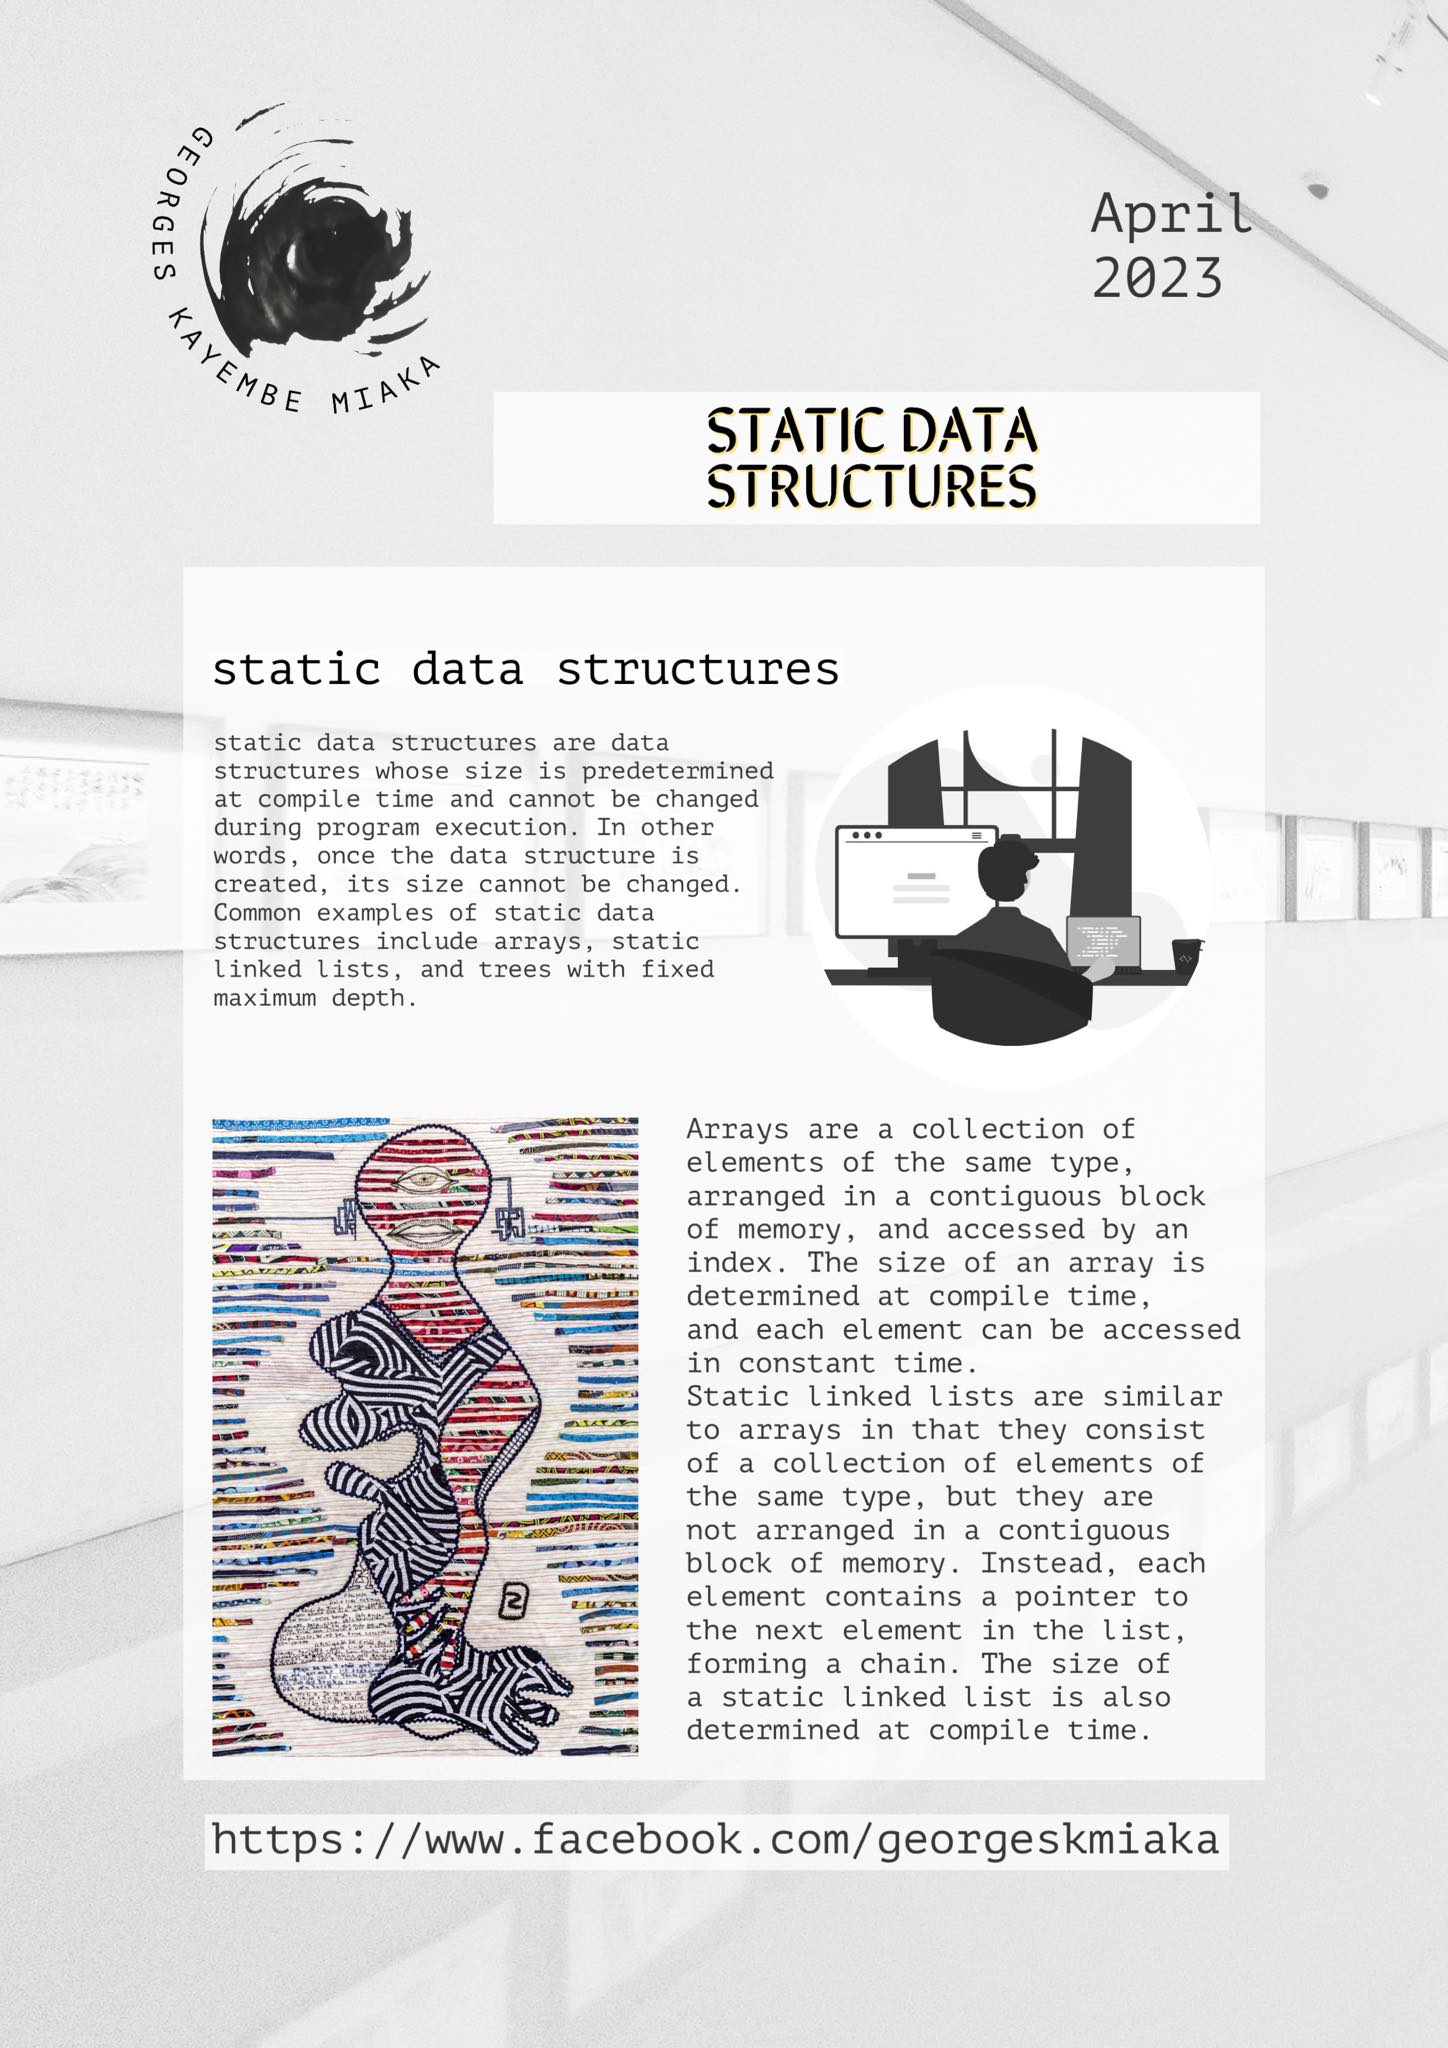 GEORGES KAYEMBE MIAKA
April
2023
STATIC DATA
STRUCTURES
static data structures
static data structures are data
structures whose size is predetermined
at compile time and cannot be changed
during program execution. In other
words, once the data structure is
created, its size cannot be changed.
Common examples of static data
structures include arrays, static
linked lists, and trees with fixed
maximum depth.
Arrays are a collection of
elements of the same type,
arranged in a contiguous block
of memory, and accessed by an
index. The size of an array is
determined at compile time,
and each element can be accessed
in constant time.
Static linked lists are similar
to arrays in that they consist
of a collection of elements of
the same type, but they are
not arranged in a contiguous
block of memory. Instead, each
element contains a pointer to
the next element in the list,
forming a chain. The size of
a static linked list is also
determined at compile time.
https://www.facebook.com/georgeskmiaka